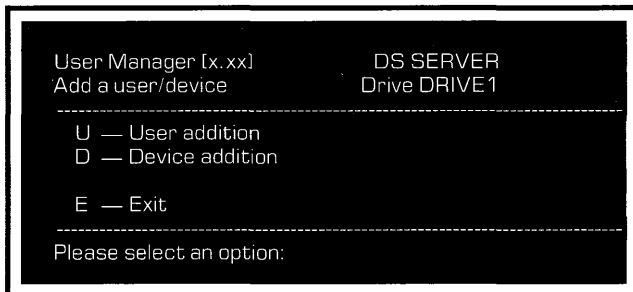 User Manager [x.xx] DS SERVER
Add a user/device Drive DRIVE1
U — User addition
D — Device addition
E — Exit
Please select an option: